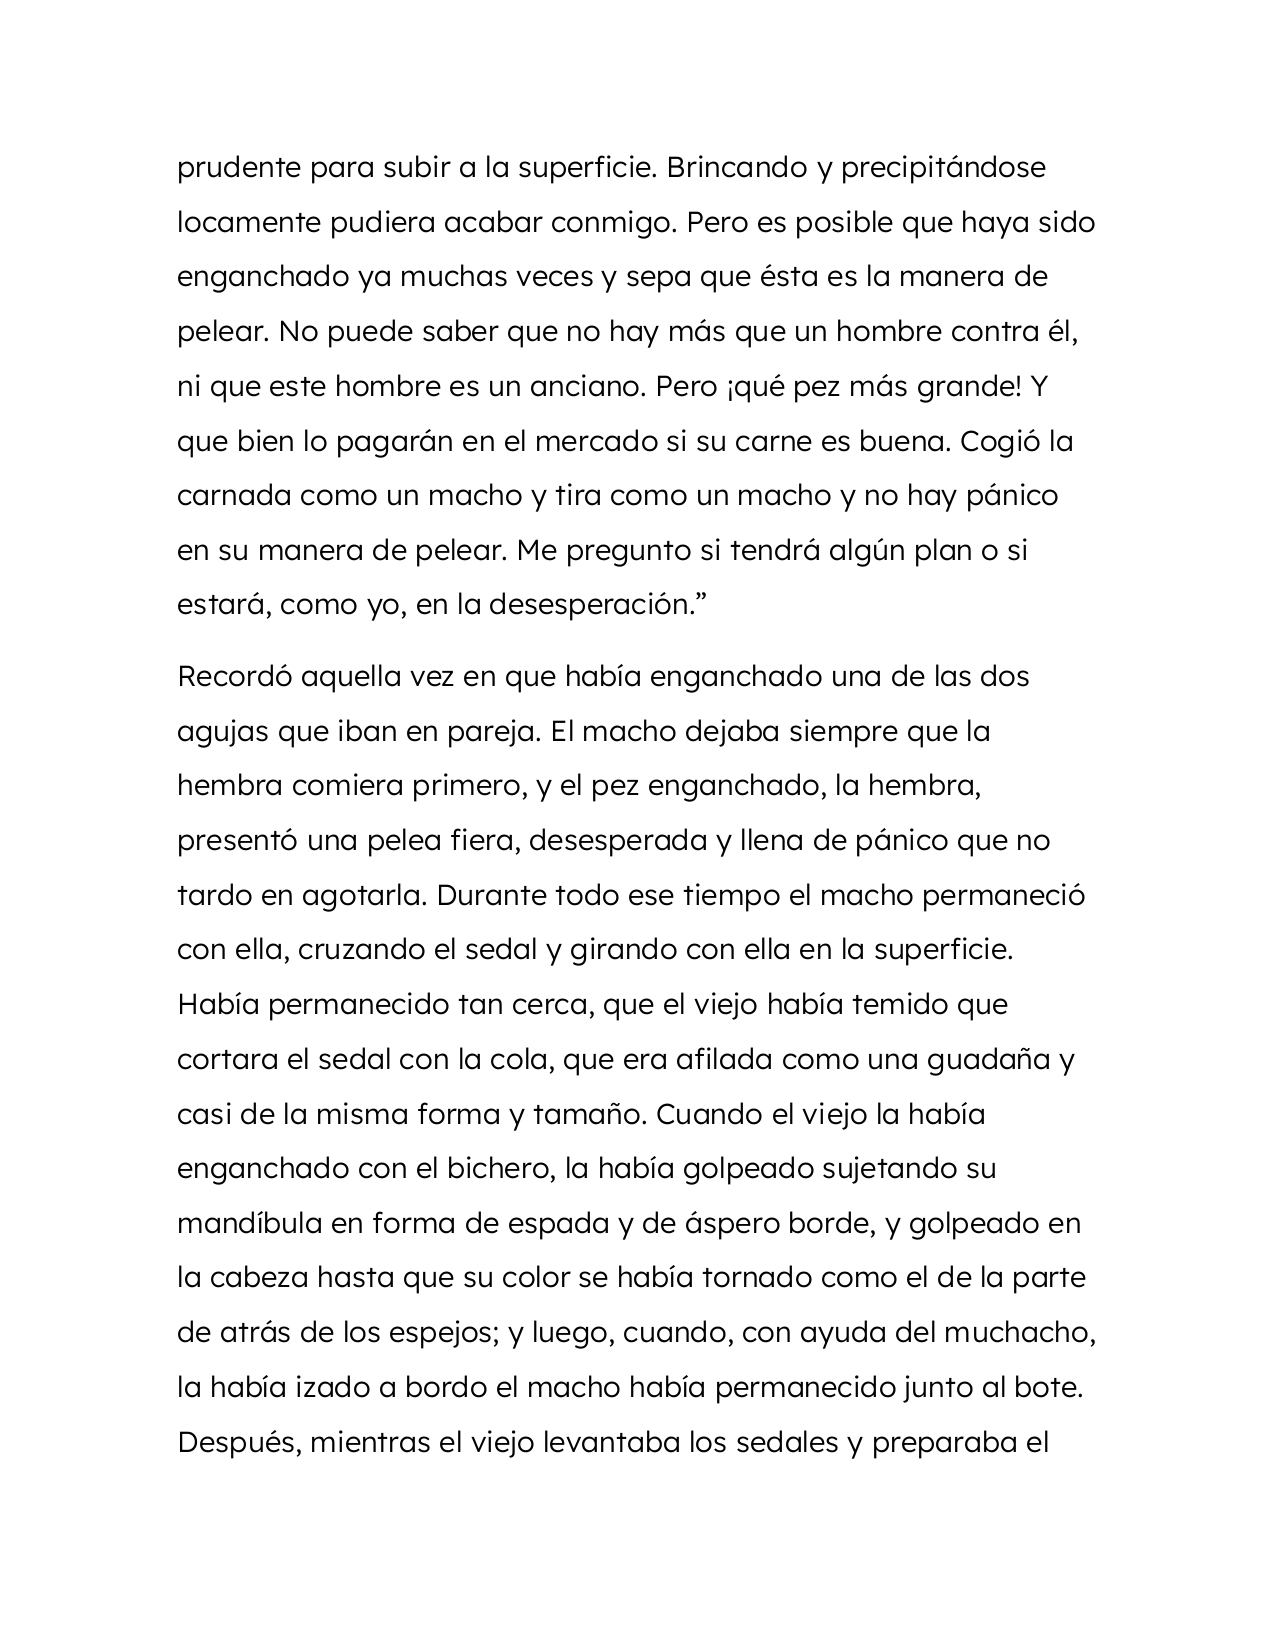 prudente para subir a la superficie. Brincando y precipitándose
locamente pudiera acabar conmigo. Pero es posible que haya sido
enganchado ya muchas veces y sepa que ésta es la manera de
pelear. No puede saber que no hay más que un hombre contra él,
ni que este hombre es un anciano. Pero ¡qué pez más grande! Y
que bien lo pagarán en el mercado si su carne es buena. Cogió la
carnada como un macho y tira como un macho y no hay pánico
en su manera de pelear. Me pregunto si tendrá algún plan o si
estará, como yo, en la desesperación.”
Recordó aquella vez en que había enganchado una de las dos
agujas que iban en pareja. El macho dejaba siempre que la
hembra comiera primero, y el pez enganchado, la hembra,
presentó una pelea fiera, desesperada y llena de pánico que no
tardo en agotarla. Durante todo ese tiempo el macho permaneció
con ella, cruzando el sedal y girando con ella en la superficie.
Había permanecido tan cerca, que el viejo había temido que
cortara el sedal con la cola, que era afilada como una guadaña y
casi de la misma forma y tamaño. Cuando el viejo la había
enganchado con el bichero, la había golpeado sujetando su
mandíbula en forma de espada y de áspero borde, y golpeado en
la cabeza hasta que su color se había tornado como el de la parte
de atrás de los espejos; y luego, cuando, con ayuda del muchacho,
la había izado a bordo el macho había permanecido junto al bote.
Después, mientras el viejo levantaba los sedales y preparaba el